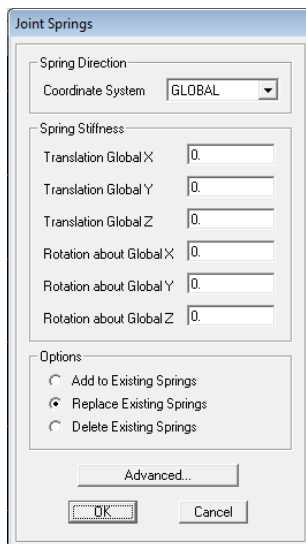 Joint Springs
Spring Direction
Coordinate System GLOBAL
Spring Stiffness
Translation Global X 0.
Translation Global Y 0.
Translation Global Z 0.
Rotation about Global X 0.
Rotation about Global Y 0.
Rotation about Global Z 0.
Options
Add to Existing Springs
Replace Existing Springs
Delete Existing Springs
Advanced...
OK Cancel